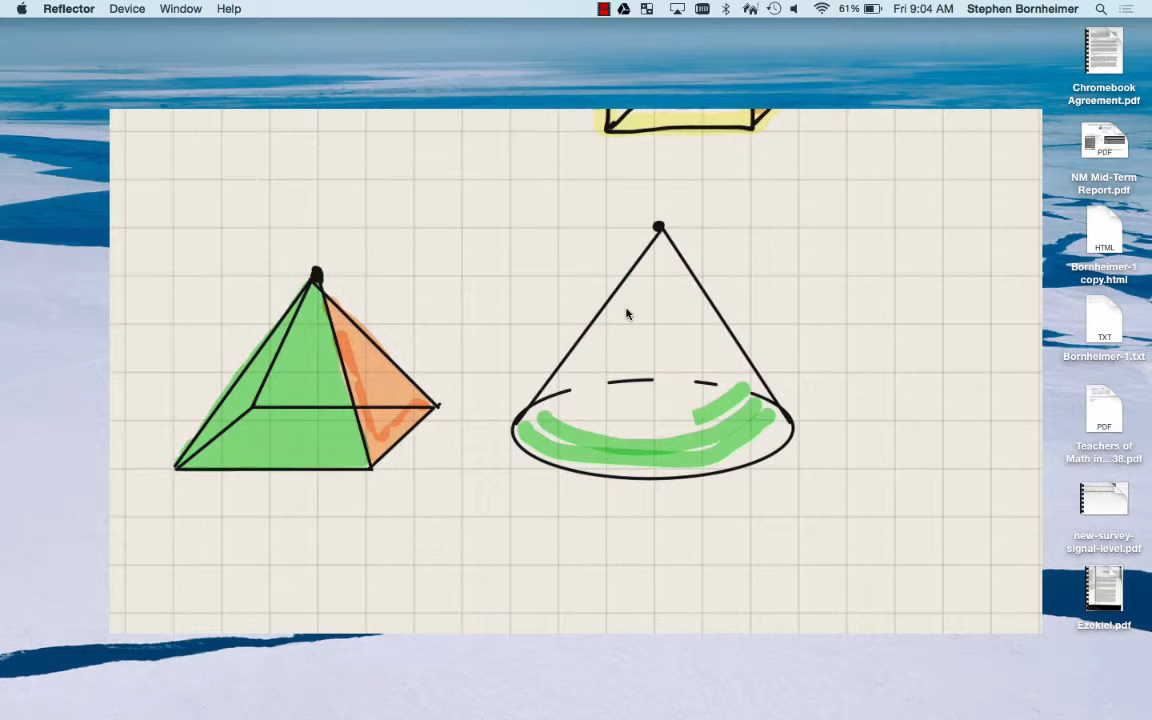 Reflector Device Window Help 61% Fri 9:04 AM Stephen Bornheimer
Chromebook
Agreement.pdf
PDF
NM Mid-Term
Report.pdf
HTML
Bornheimer-1
copy.html
TXT
Bornheimer-1.txt
PDF
Teachers of
Math in...38.pdf
new-survey-
signal-level.pdf
Ezekiel.pdf